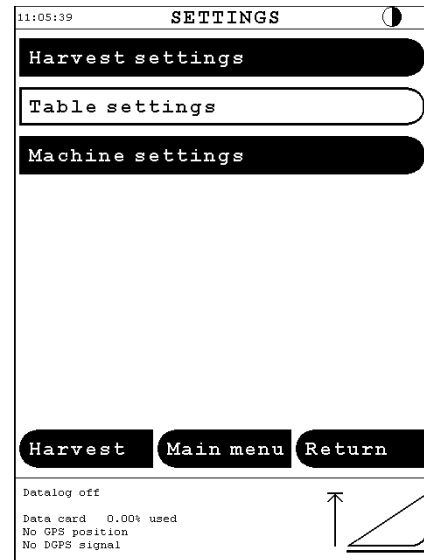 11:05:39 SETTINGS
Harvest settings
Table settings
Machine settings
Harvest Main menu Return
Datalog off
Data card 0.00% used
No GPS position
No DGPS signal